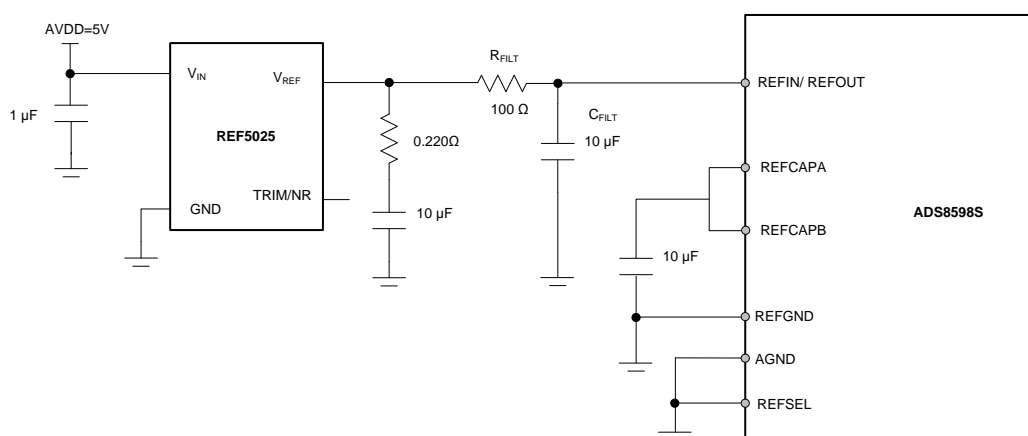 AVDD=5V
VIN
VREF
1 µF
REF5025
GND
TRIM/NR
0.220Ω
10 µF
RFILT
100 Ω
CFILT
10 µF
REFIN/ REFOUT
REFCAPA
ADS8598S
REFCAPB
10 µF
REFGND
AGND
REFSEL